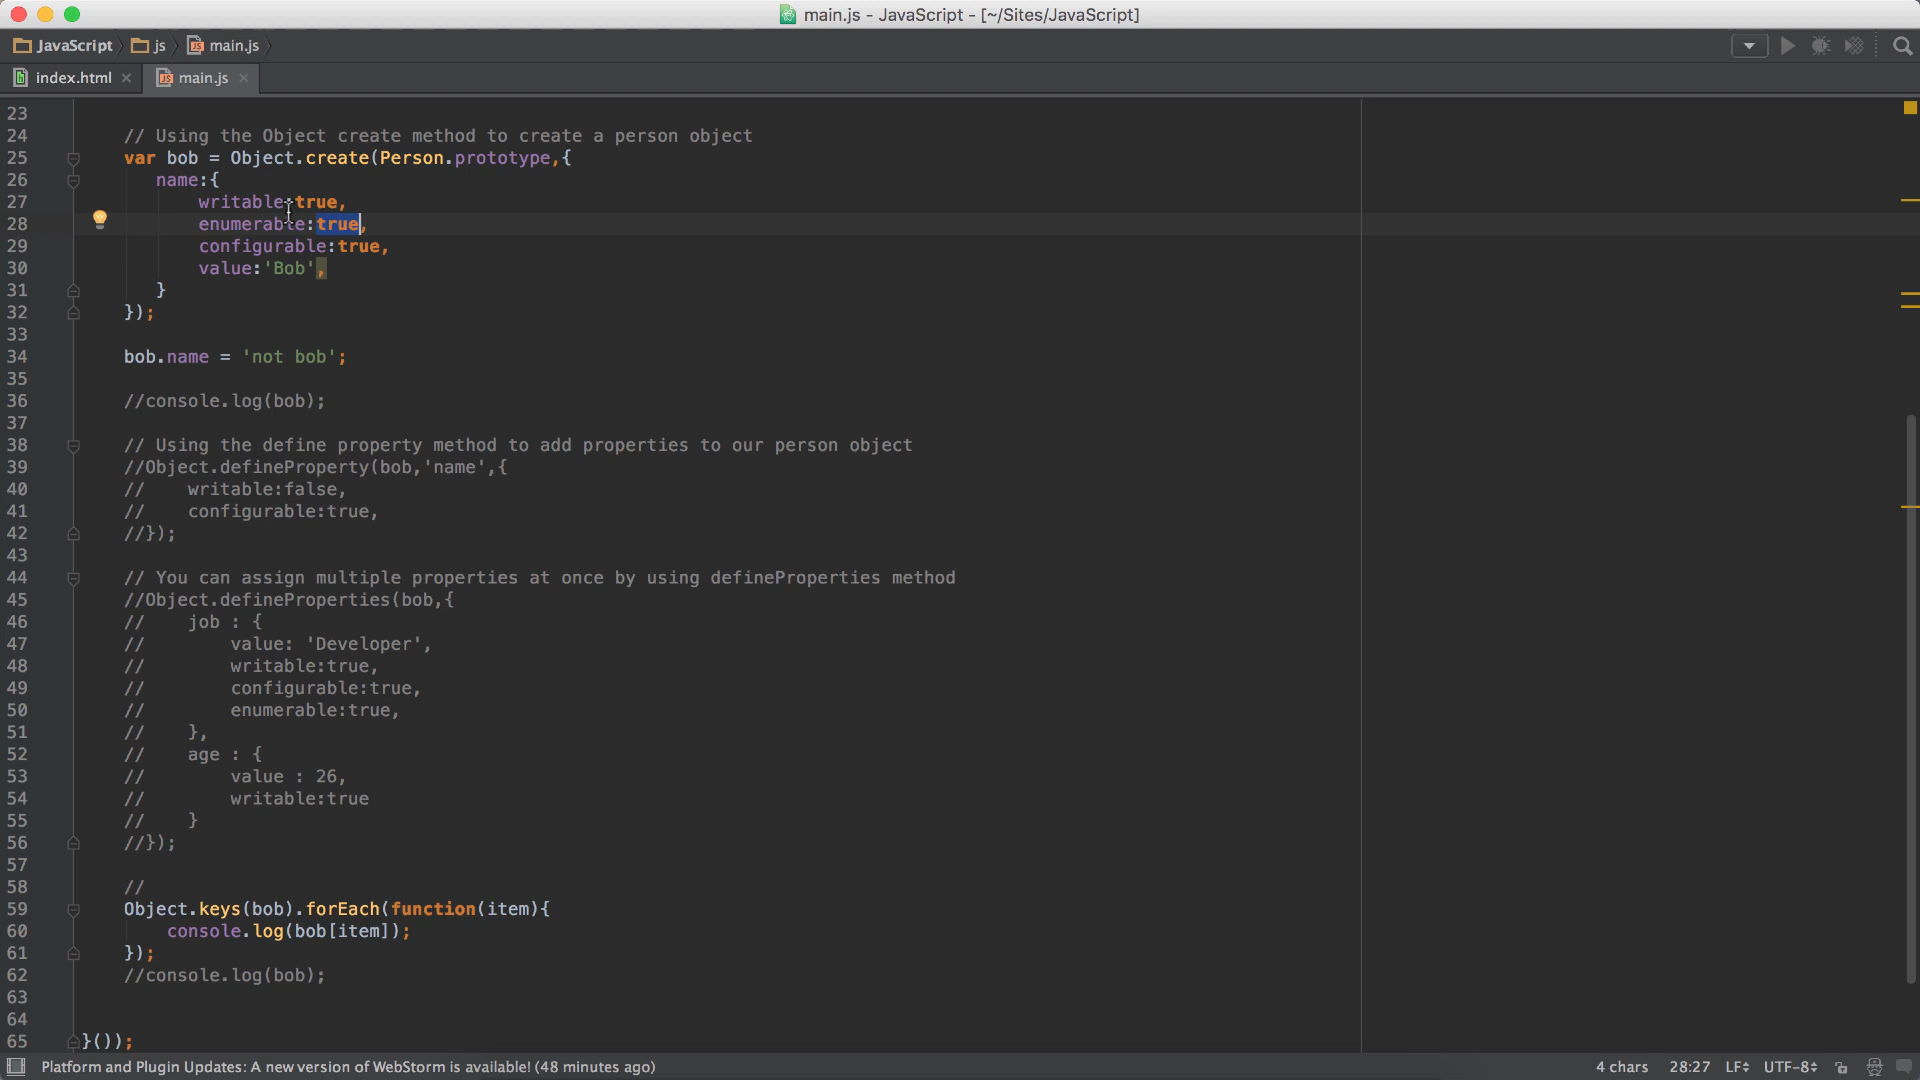 main.js - JavaScript - [~/Sites/JavaScript]
JavaScript js main.js
index.html main.js
23
24 // Using the Object create method to create a person object
25 var bob = Object.create(Person.prototype,{
26 name:{
27 writable:true,
28 enumerable:true,
29 configurable:true,
30 value:'Bob',
31 }
32 });
33
34 bob.name = 'not bob';
35
36 //console.log(bob);
37
38 // Using the define property method to add properties to our person object
39 //Object.defineProperty(bob,'name',{
40 // writable:false,
41 // configurable:true,
42 //});
43
44 // You can assign multiple properties at once by using defineProperties method
45 //Object.defineProperties(bob,{
46 // job : {
47 // value: 'Developer',
48 // writable:true,
49 // configurable:true,
50 // enumerable:true,
51 // },
52 // age : {
53 // value : 26,
54 // writable:true
55 // }
56 //});
57
58 //
59 Object.keys(bob).forEach(function(item){
60 console.log(bob[item]);
61 });
62 //console.log(bob);
63
64
65 }());
Platform and Plugin Updates: A new version of WebStorm is available! (48 minutes ago) 4 chars 28:27 LF UTF-8